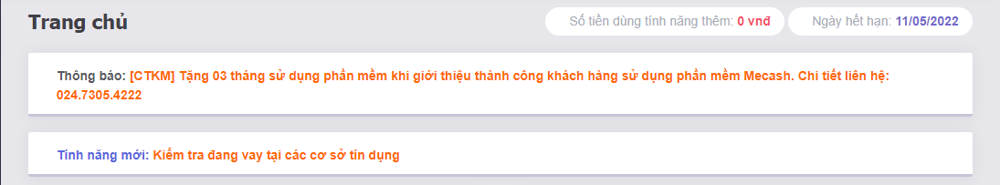 Trang chủ
Số tiền dùng tính năng thêm: 0 vnđ
Ngày hết hạn: 11/05/2022
Thông báo: [CTKM] Tặng 03 tháng sử dụng phần mềm khi giới thiệu thành công khách hàng sử dụng phần mềm Mecash. Chi tiết liên hệ:
024.7305.4222
Tính năng mới: Kiểm tra đang vay tại các cơ sở tín dụng